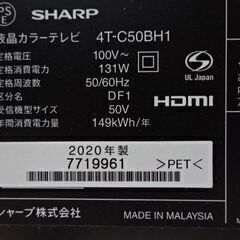 PS
E
SHARP
液晶カラーテレビ 4T-C50BH1
定格電圧 100V~
定格消費電力 131W
定格周波数 50/60Hz
区分名 DF1
受信機型サイズ 50V
年間消費電力量 149kWh/年
UL Japan
HDMI
2020年製
7719961
>PET<
シャープ株式会社
MADE IN MALAYSIA